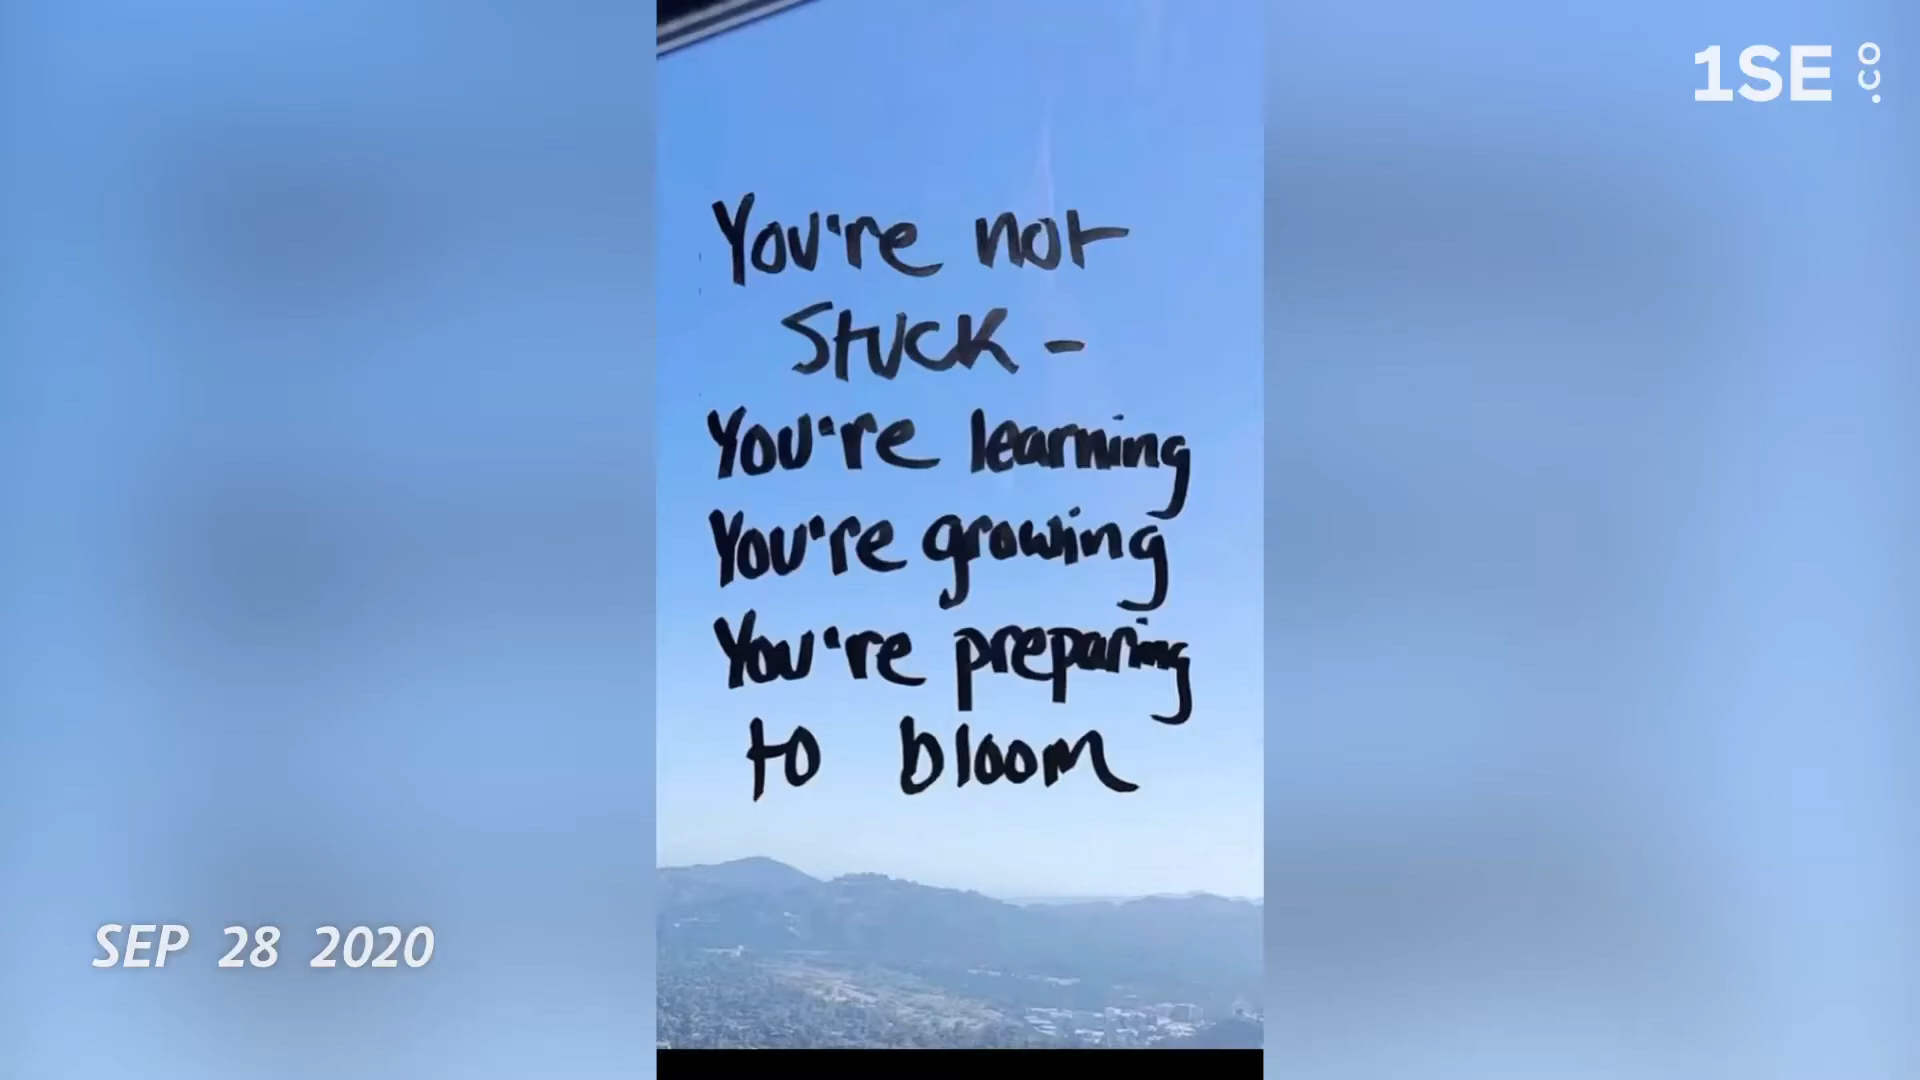 1SE .co
You're not
Stuck -
You're learning
You're growing
You're preparing
to bloom
SEP 28 2020